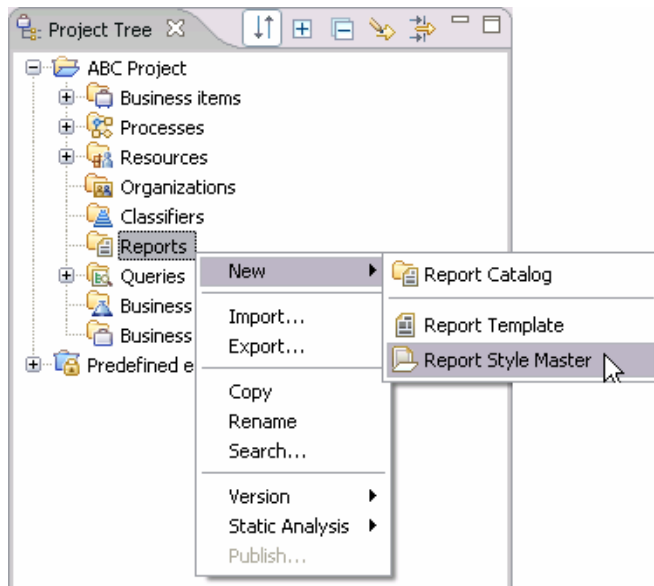 Project Tree
ABC Project
Business items
Processes
Resources
Organizations
Classifiers
Reports
Queries
Business
Business
Predefined e
New
Import...
Export...
Copy
Rename
Search...
Version
Static Analysis
Publish...
Report Catalog
Report Template
Report Style Master